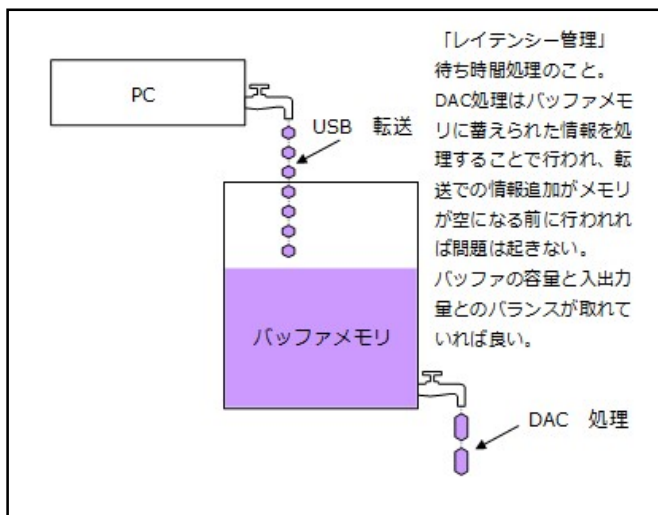 「レイテンシー管理」
待ち時間処理のこと。
DAC処理はバッファメモ
リに蓄えられた情報を処
理することで行われ、転
送での情報追加がメモリ
が空になる前に行われれ
ば問題は起きない。
バッファの容量と入出力
量とのバランスが取れて
いれば良い。
PC
USB 転送
バッファメモリ
DAC 処理